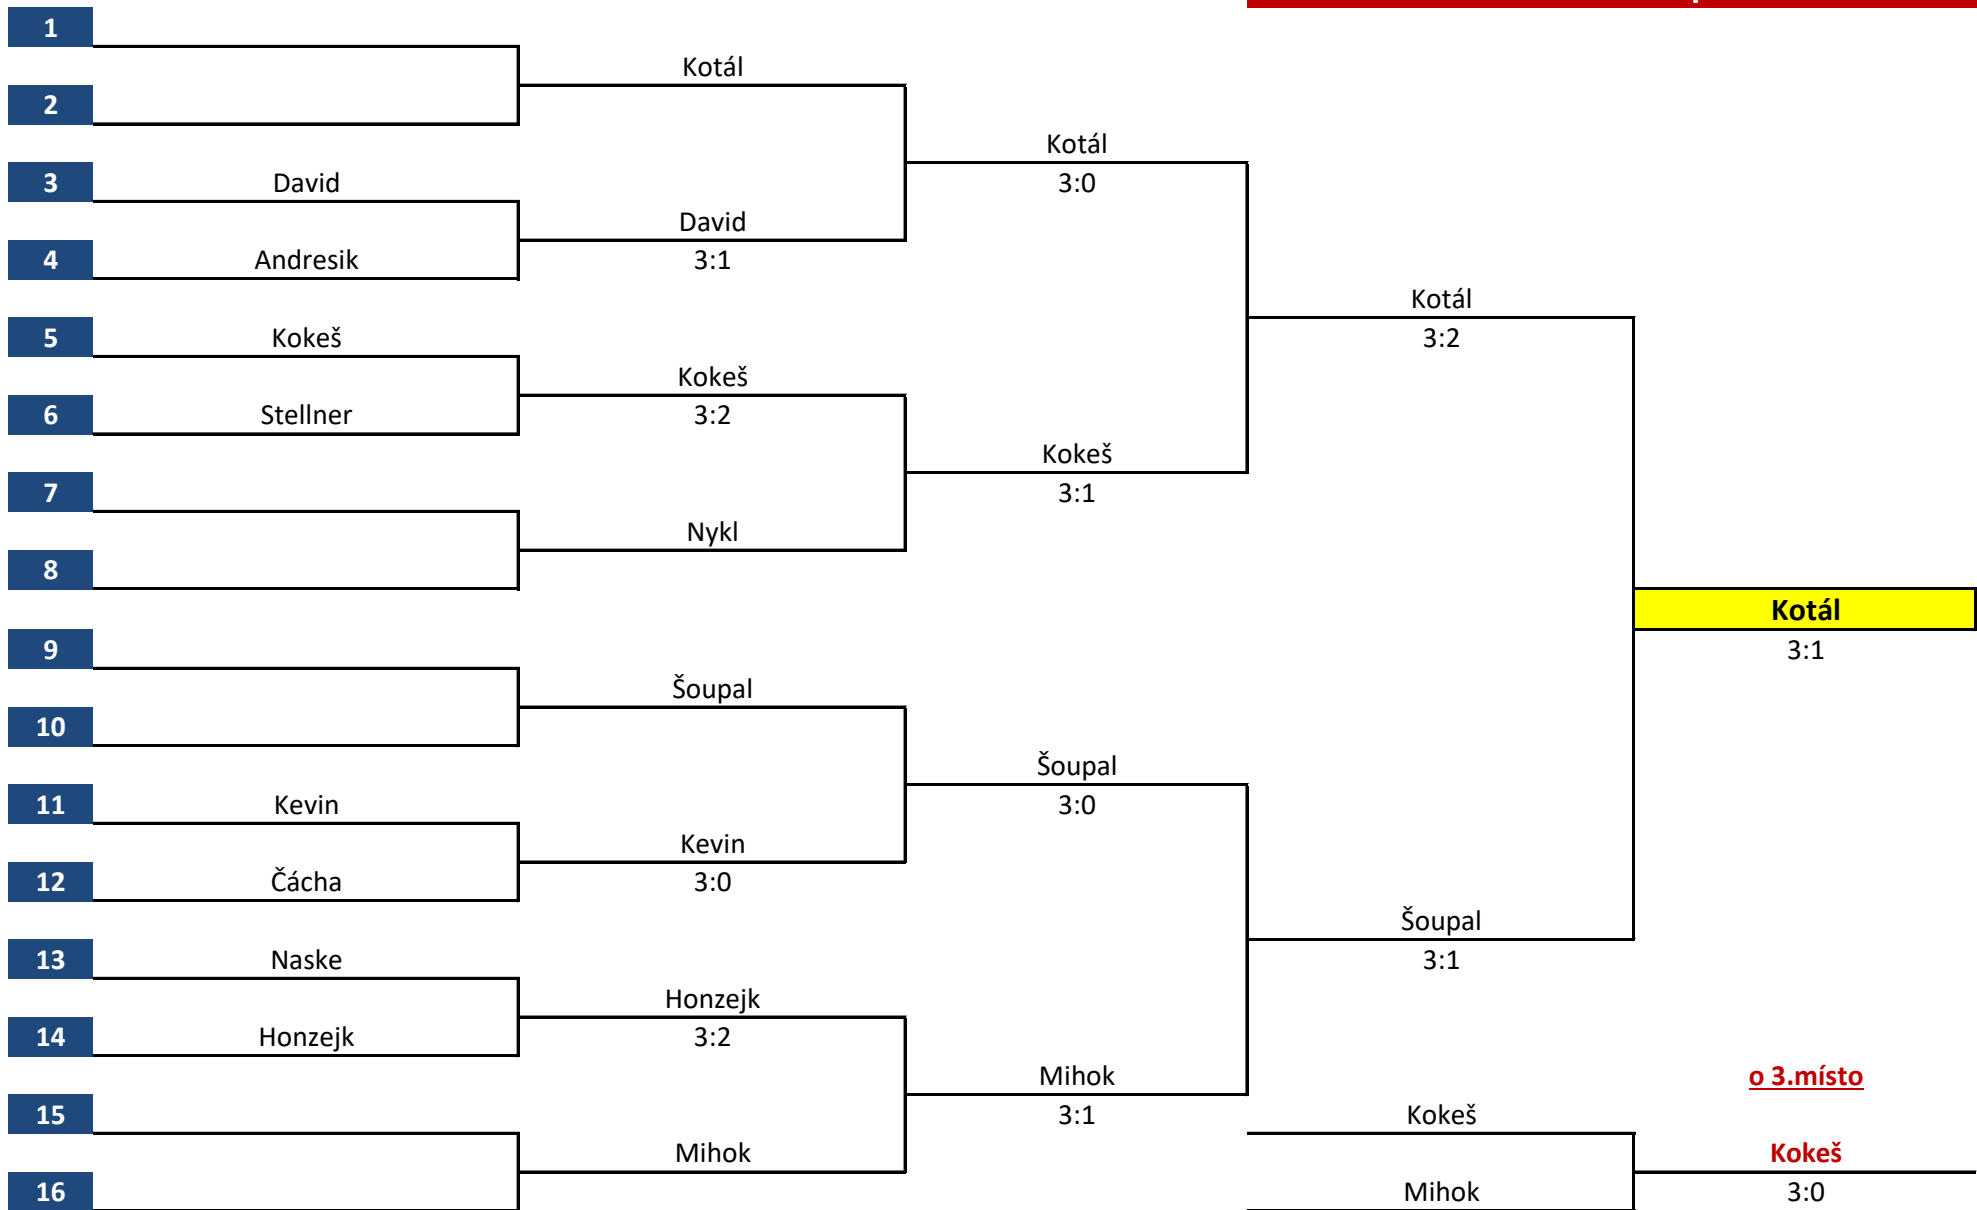 1
Kotál
2
Kotál
3 David
3:0
David
4 Andresik
3:1
Kotál
5 Kokeš
3:2
Kokeš
6 Stellner
3:2
Kokeš
7
3:1
Nykl
8
Kotál
9
3:1
Šoupal
10
Šoupal
11 Kevin
3:0
Kevin
12 Čácha
3:0
Šoupal
13 Naske
3:1
Honzejk
14 Honzejk
3:2
Mihok
o 3.místo
15
3:1
Kokeš
Mihok
Kokeš
16
Mihok
3:0